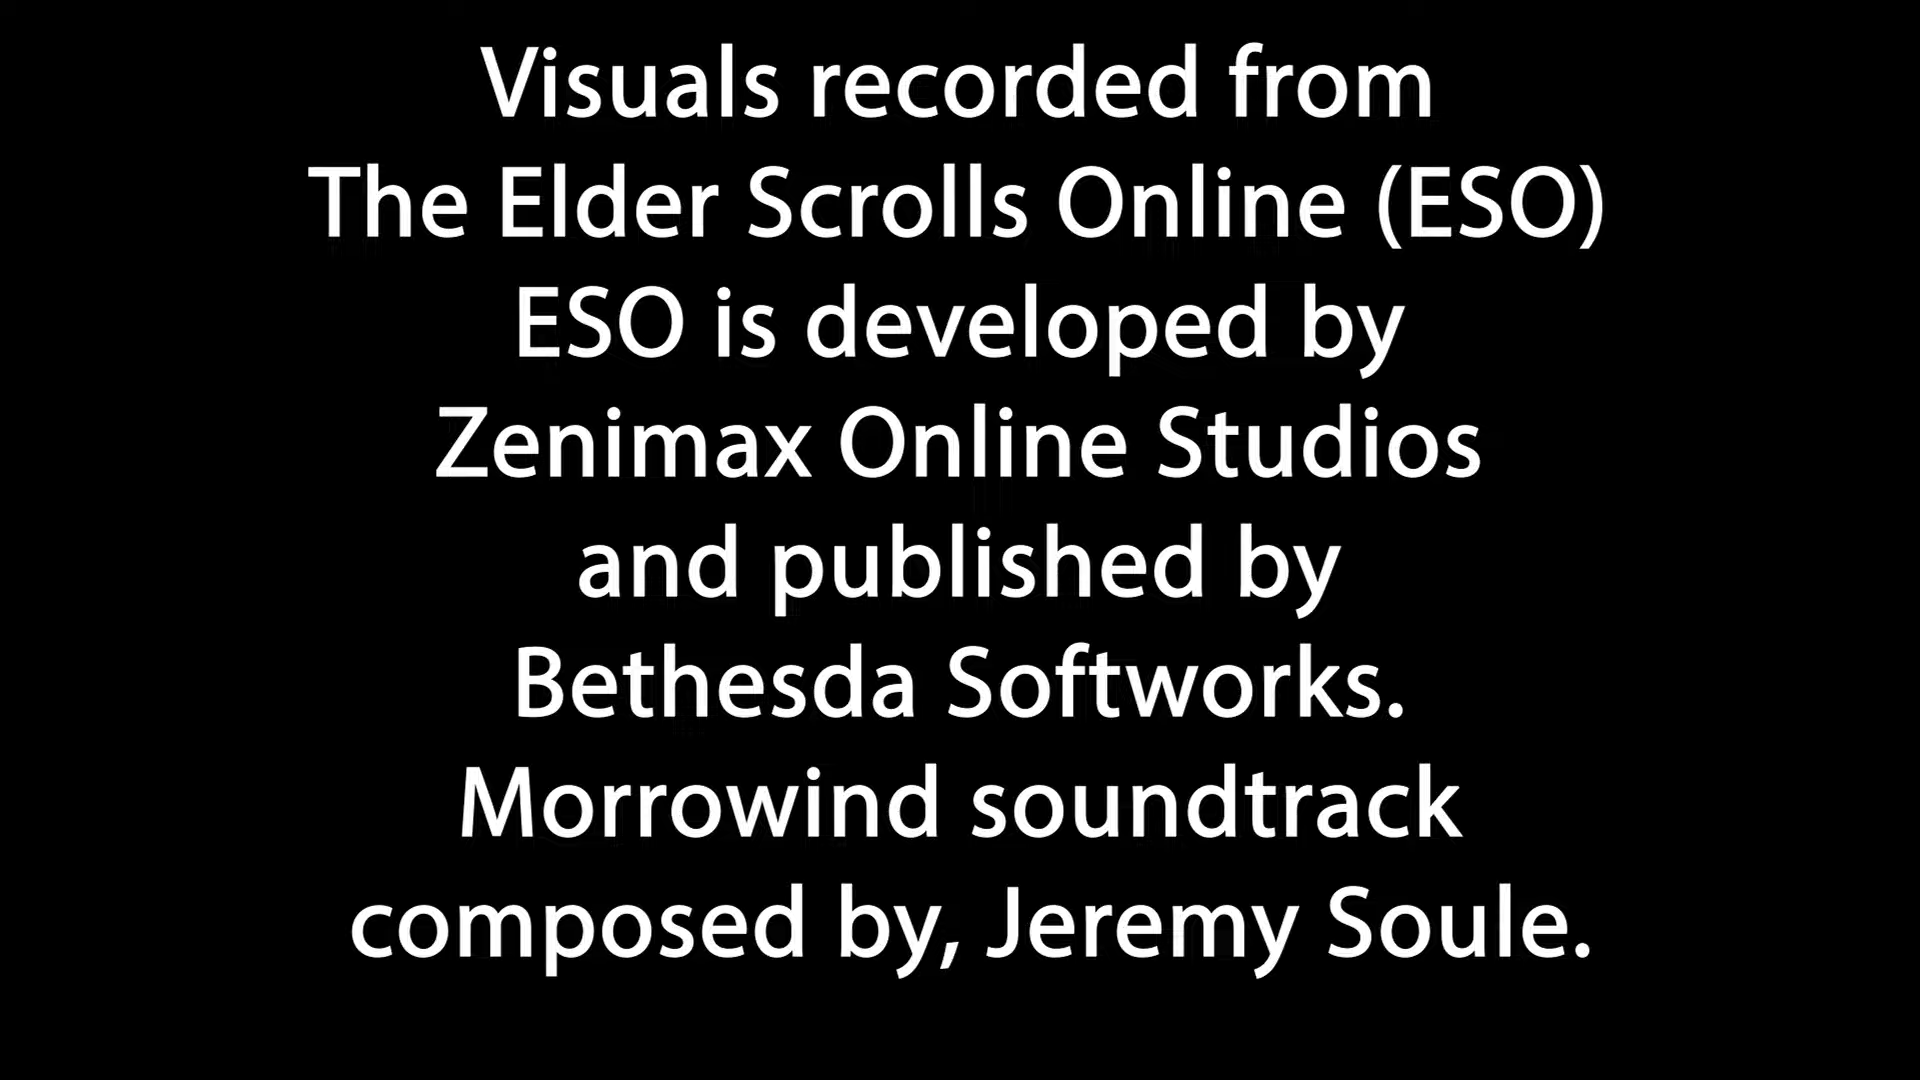 Visuals recorded from
The Elder Scrolls Online (ESO)
ESO is developed by
Zenimax Online Studios
and published by
Bethesda Softworks.
Morrowind soundtrack
composed by, Jeremy Soule.